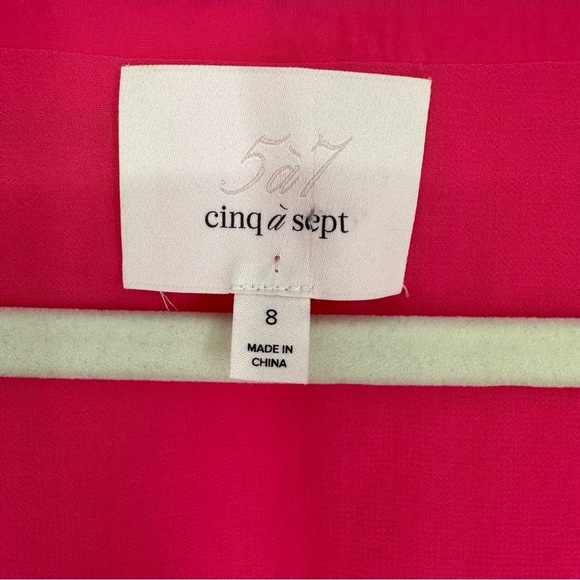 5à7
cinq à sept
8
MADE IN
CHINA